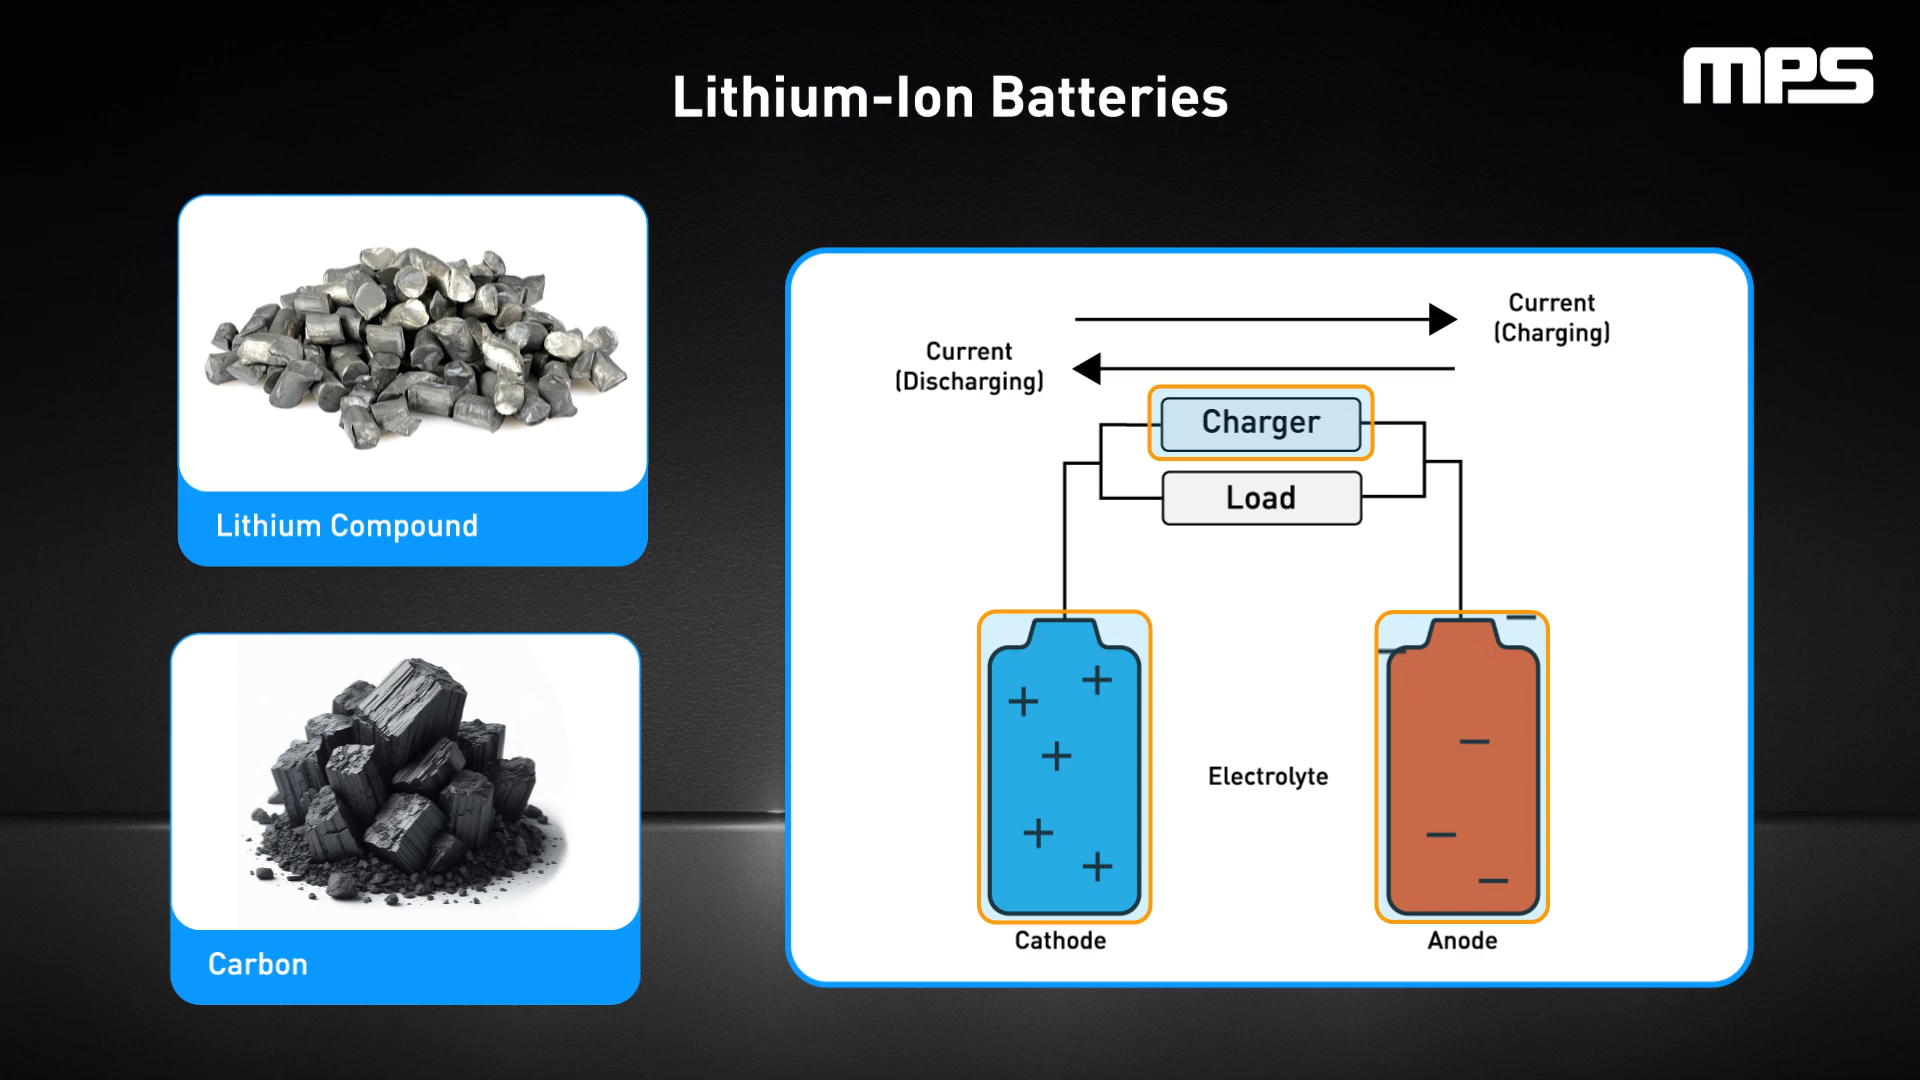 Lithium-Ion Batteries
MPS
Lithium Compound
Carbon
Current
(Charging)
Current
(Discharging)
Charger
Load
Electrolyte
Cathode
Anode